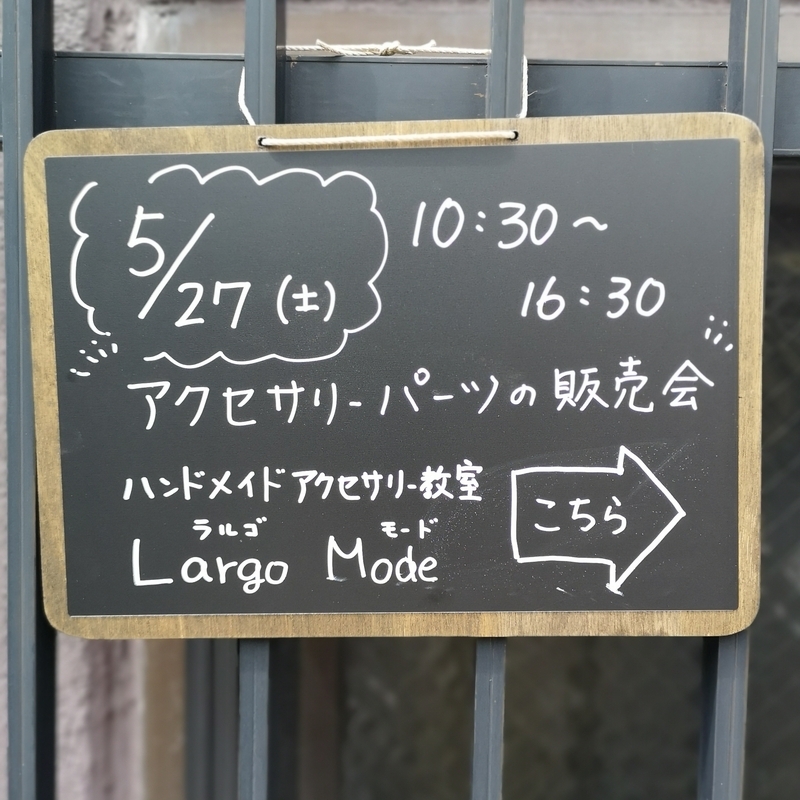 5/27(土)
10:30～
16:30
アクセサリーパーツの販売会
ハンドメイドアクセサリー教室
ラルゴ モード
Largo Mode
こちら